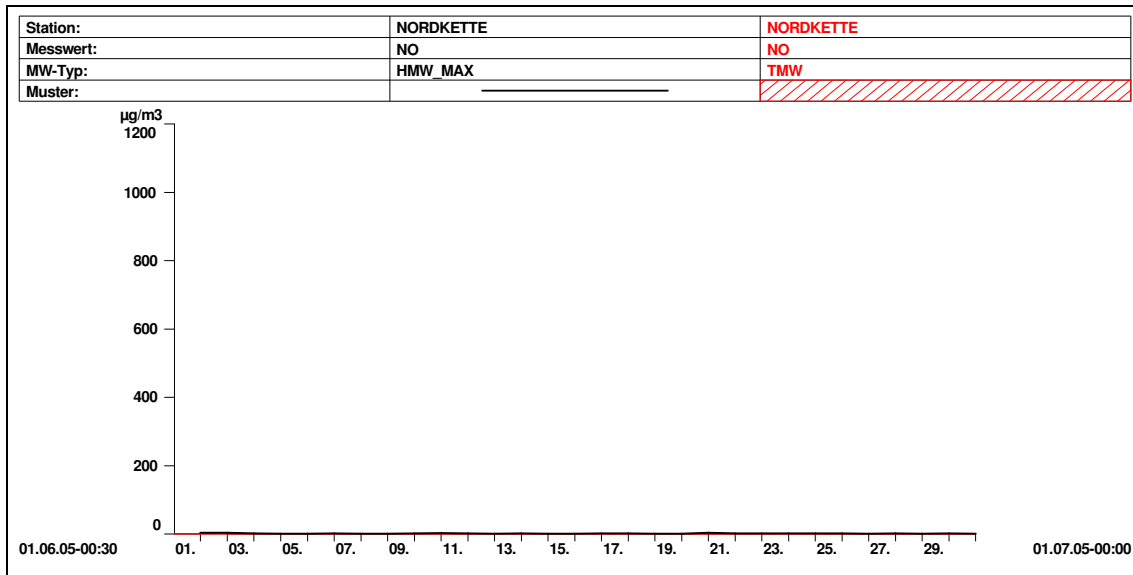 Station: NORDKETTE NORDKETTE
Messwert: NO NO
MW-Typ: HMW_MAX TMW
Muster:
µg/m3
1200
1000
800
600
400
200
0
01.06.05-00:30 01. 03. 05. 07. 09. 11. 13. 15. 17. 19. 21. 23. 25. 27. 29. 01.07.05-00:00